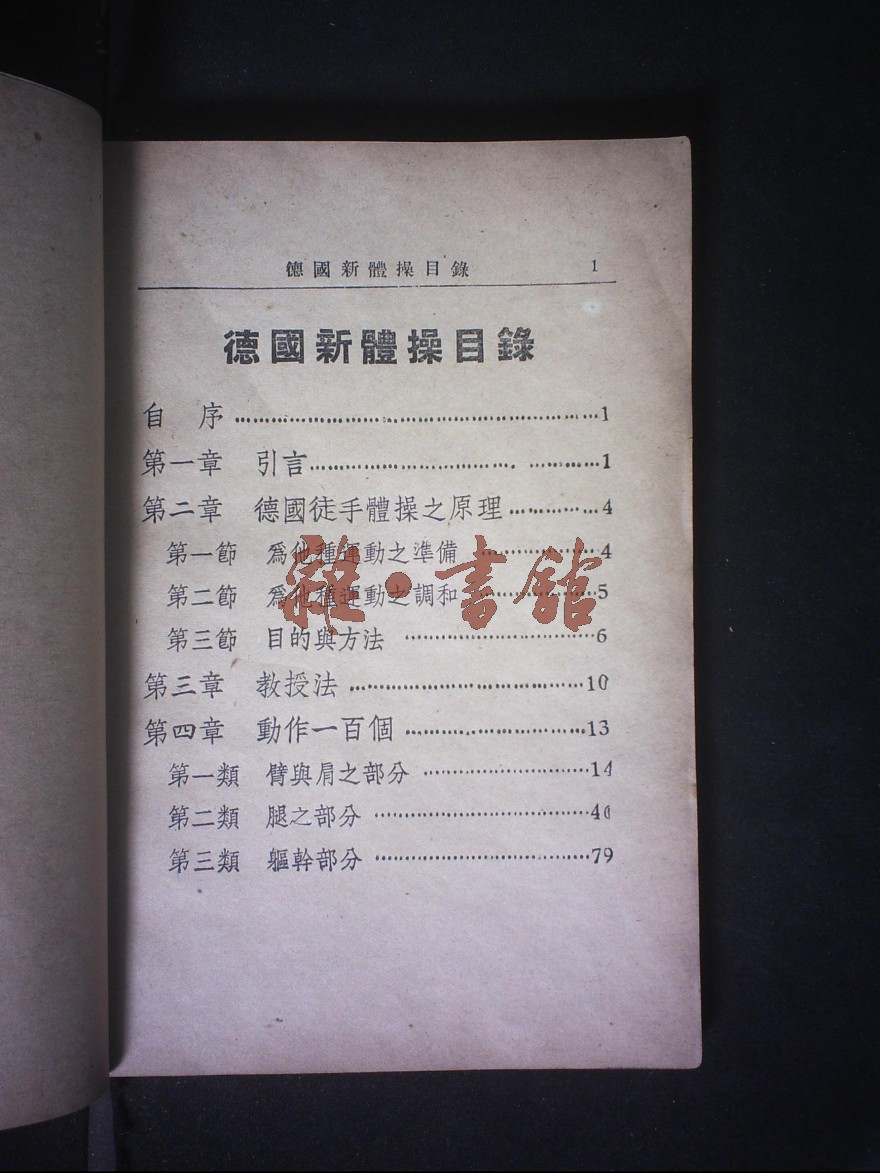 德國新體操目錄 1
德國新體操目錄
自序 1
第一章 引言 1
第二章 德國徒手體操之原理 4
第一節 爲他種運動之準備 4
第二節 爲他種運動之調和 5
第三節 目的與方法 6
第三章 教授法 10
第四章 動作一百個 13
第一類 臂與肩之部分 14
第二類 腿之部分
第三類 軀幹部分 79
雜·書館